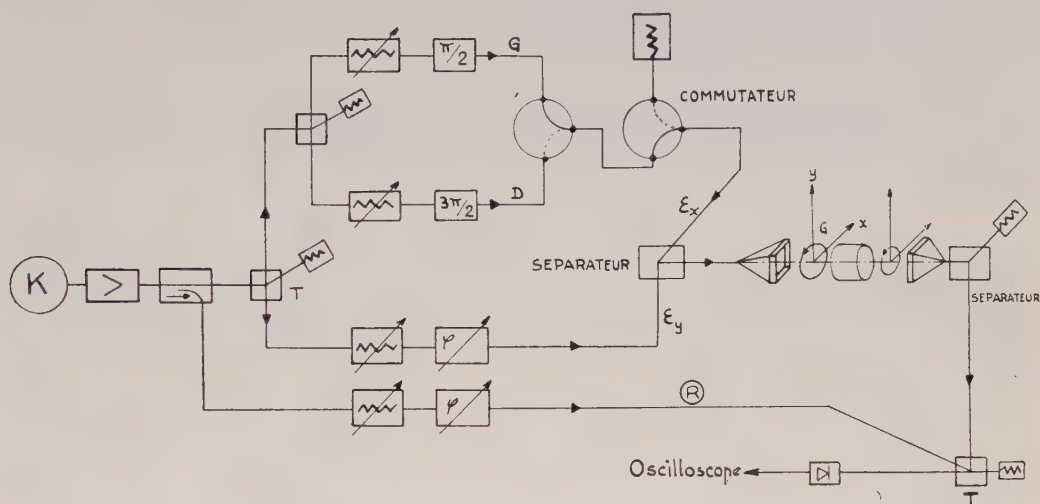 π/2
G
COMMUTATEUR
3π/2
D
Ɛx
y
G
x
SEPARATEUR
K
>
T
Ɛy
SEPARATEUR
φ
φ
R
Oscilloscope
T